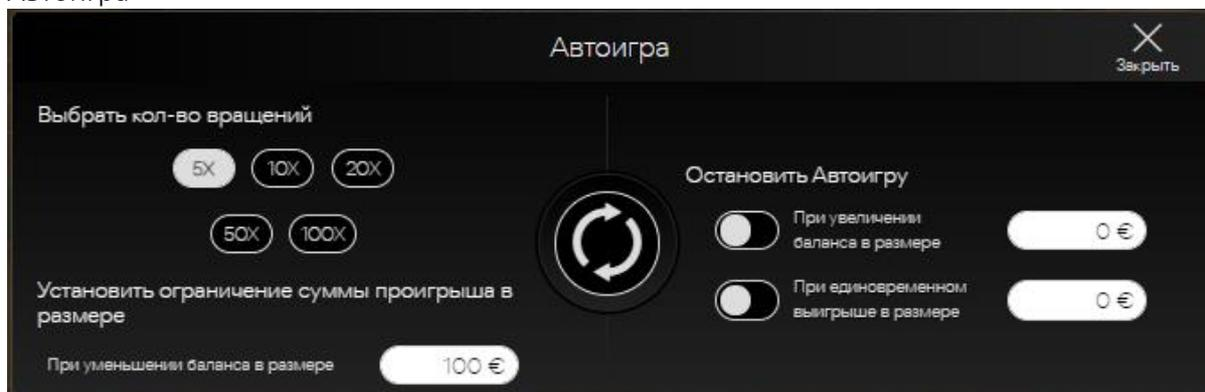 Автоигра
Закрыть
Выбрать кол-во вращений
5X 10X 20X
50X 100X
Установить ограничение суммы проигрыша в
размере
При уменьшении баланса в размере 100 €
Остановить Автоигру
При увеличении
баланса в размере 0 €
При единовременном
выигрыше в размере 0 €